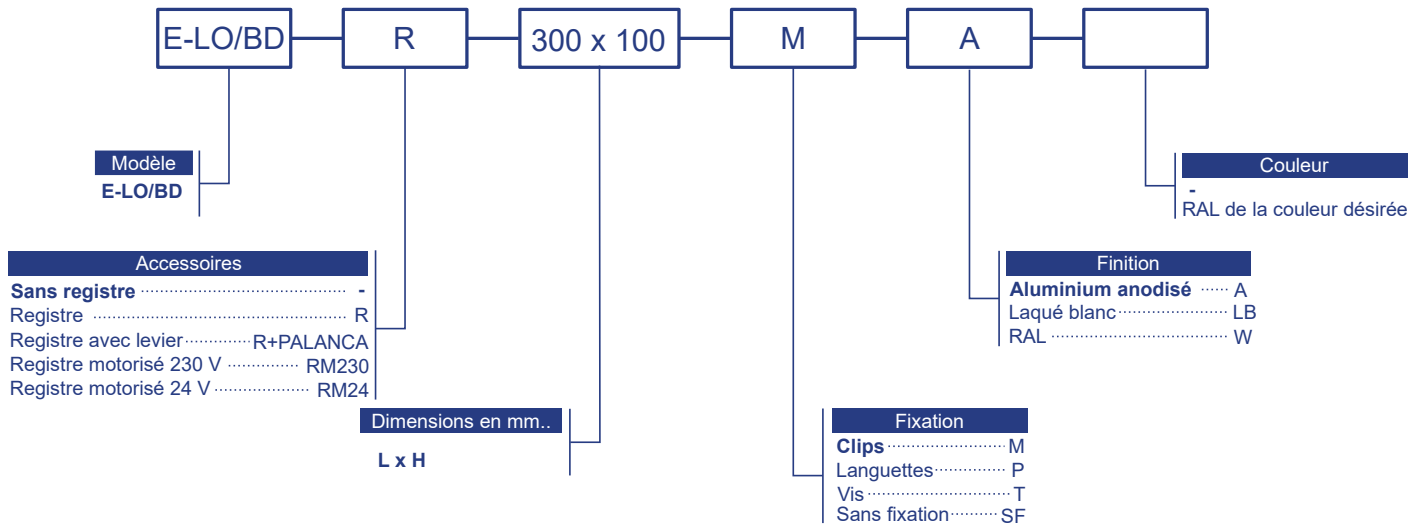 E-LO/BD R 300 x 100 M A
Modèle
E-LO/BD
Couleur
-
RAL de la couleur désirée
Accessoires
Sans registre -
Registre R
Registre avec levier R+PALANCA
Registre motorisé 230 V RM230
Registre motorisé 24 V RM24
Finition
Aluminium anodisé A
Laqué blanc LB
RAL W
Dimensions en mm..
L x H
Fixation
Clips M
Languettes P
Vis T
Sans fixation SF